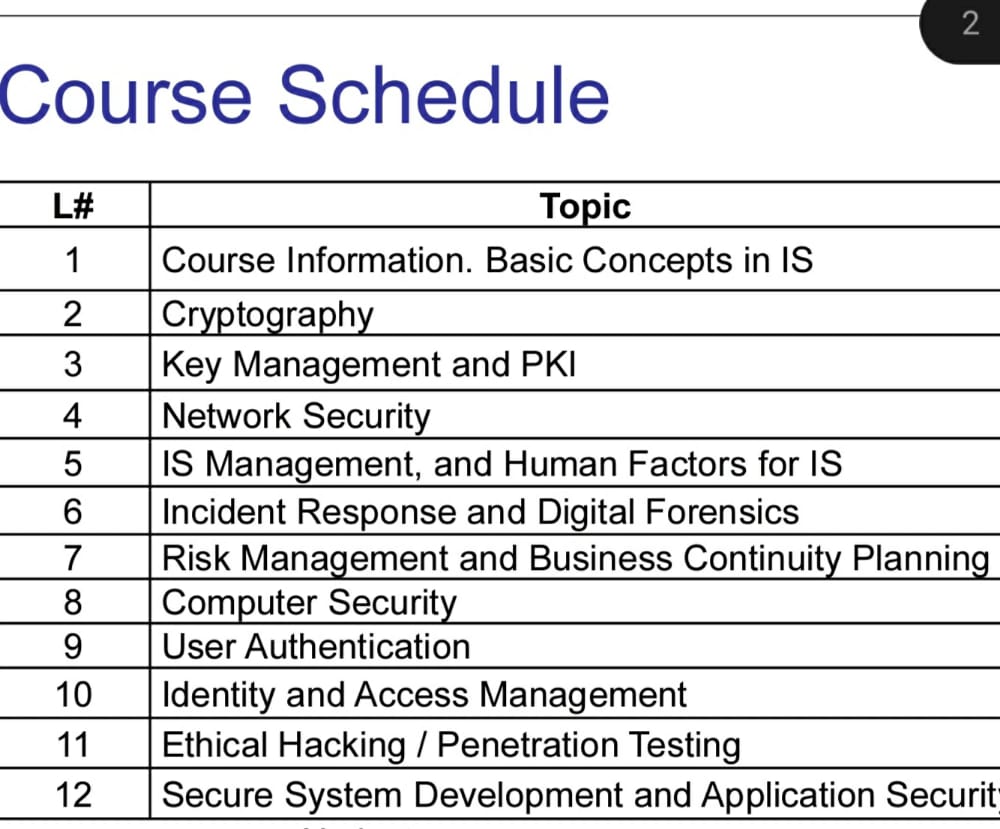 2
Course Schedule
L# Topic
1 Course Information. Basic Concepts in IS
2 Cryptography
3 Key Management and PKI
4 Network Security
5 IS Management, and Human Factors for IS
6 Incident Response and Digital Forensics
7 Risk Management and Business Continuity Planning
8 Computer Security
9 User Authentication
10 Identity and Access Management
11 Ethical Hacking / Penetration Testing
12 Secure System Development and Application Security